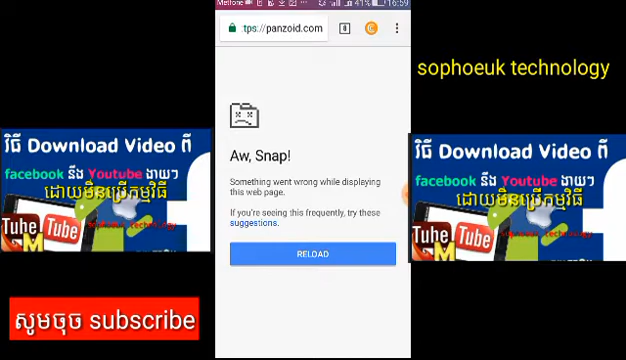 Metfone
41%
16:59
tps://panzoid.com
Aw, Snap!
Something went wrong while displaying
this web page.
If you're seeing this frequently, try these
suggestions.
RELOAD
វិធី Download Video ពី
facebook នឹង Youtube ងាយៗ
ដោយមិនប្រើកម្មវិធី
sophoeuk technology
Tube
Tube
M
សូមចុច subscribe
sophoeuk technology
វិធី Download Video ពី
facebook នឹង Youtube ងាយៗ
ដោយមិនប្រើកម្មវិធី
Tube
Tube
M